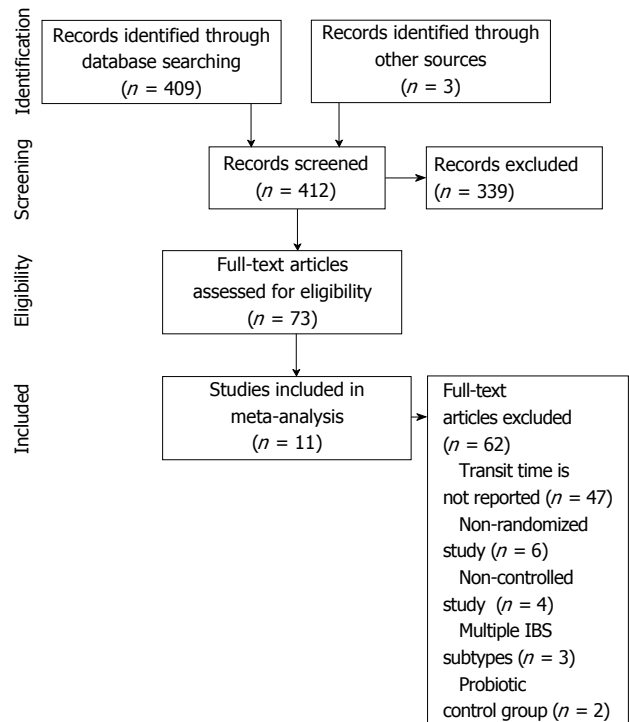 Identification
Records identified through
database searching
(n = 409)
Records identified through
other sources
(n = 3)
Screening
Records screened
(n = 412)
Records excluded
(n = 339)
Eligibility
Full-text articles
assessed for eligibility
(n = 73)
Included
Studies included in
meta-analysis
(n = 11)
Full-text
articles excluded
(n = 62)
Transit time is
not reported (n = 47)
Non-randomized
study (n = 6)
Non-controlled
study (n = 4)
Multiple IBS
subtypes (n = 3)
Probiotic
control group (n = 2)